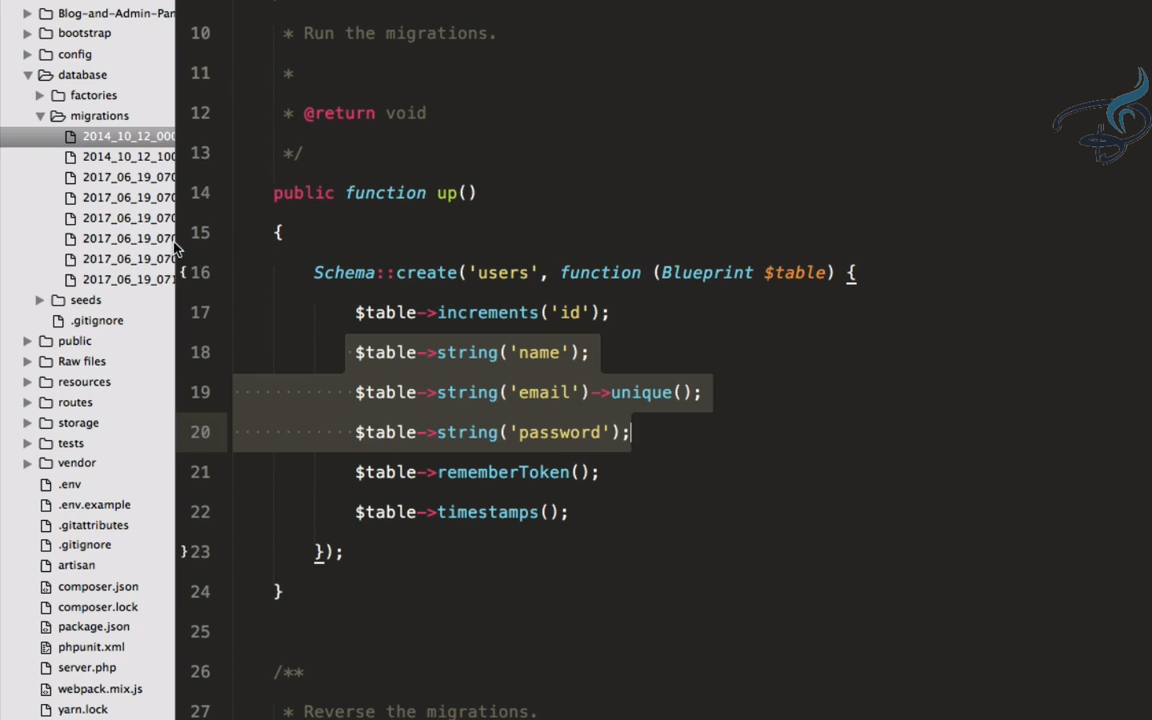 Blog-and-Admin-Pan
bootstrap
config
database
factories
migrations
2014_10_12_000
2014_10_12_100
2017_06_19_070
2017_06_19_070
2017_06_19_070
2017_06_19_070
2017_06_19_070
2017_06_19_071
seeds
.gitignore
public
Raw files
resources
routes
storage
tests
vendor
.env
.env.example
.gitattributes
.gitignore
artisan
composer.json
composer.lock
package.json
phpunit.xml
server.php
webpack.mix.js
yarn.lock
10 * Run the migrations.
11 *
12 * @return void
13 */
14 public function up()
15 {
{16 Schema::create('users', function (Blueprint $table) {
17 $table->increments('id');
18 $table->string('name');
19 $table->string('email')->unique();
20 $table->string('password');
21 $table->rememberToken();
22 $table->timestamps();
}23 });
24 }
25
26 /**
27 * Reverse the migrations.